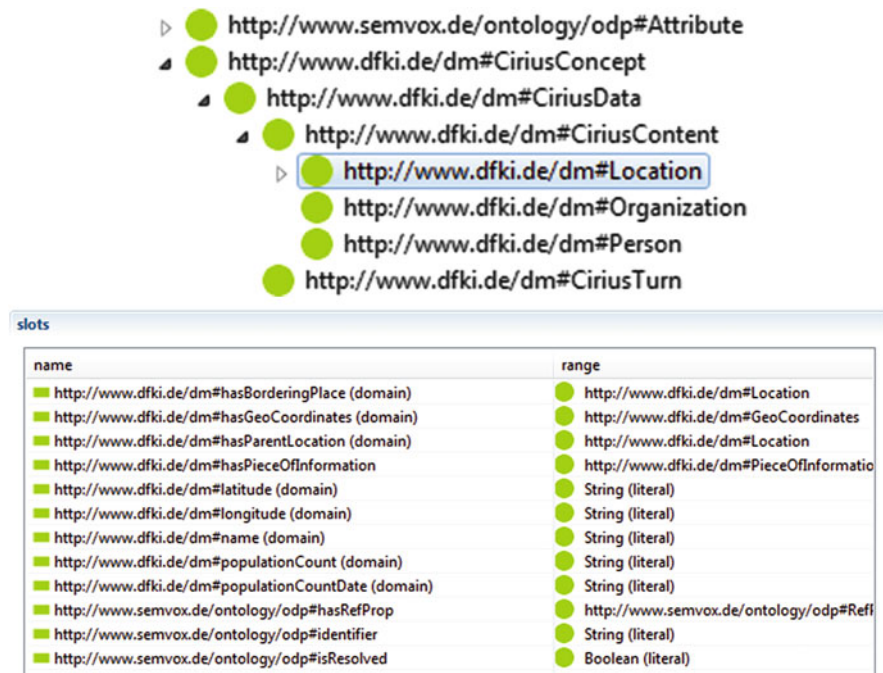 http://www.semvox.de/ontology/odp#Attribute
http://www.dfki.de/dm#CiriusConcept
http://www.dfki.de/dm#CiriusData
http://www.dfki.de/dm#CiriusContent
http://www.dfki.de/dm#Location
http://www.dfki.de/dm#Organization
http://www.dfki.de/dm#Person
http://www.dfki.de/dm#CiriusTurn
slots
name range
http://www.dfki.de/dm#hasBorderingPlace (domain) http://www.dfki.de/dm#Location
http://www.dfki.de/dm#hasGeoCoordinates (domain) http://www.dfki.de/dm#GeoCoordinates
http://www.dfki.de/dm#hasParentLocation (domain) http://www.dfki.de/dm#Location
http://www.dfki.de/dm#hasPieceOfInformation http://www.dfki.de/dm#PieceOfInformatio
http://www.dfki.de/dm#latitude (domain) String (literal)
http://www.dfki.de/dm#longitude (domain) String (literal)
http://www.dfki.de/dm#name (domain) String (literal)
http://www.dfki.de/dm#populationCount (domain) String (literal)
http://www.dfki.de/dm#populationCountDate (domain) String (literal)
http://www.semvox.de/ontology/odp#hasRefProp http://www.semvox.de/ontology/odp#RefF
http://www.semvox.de/ontology/odp#identifier String (literal)
http://www.semvox.de/ontology/odp#isResolved Boolean (literal)